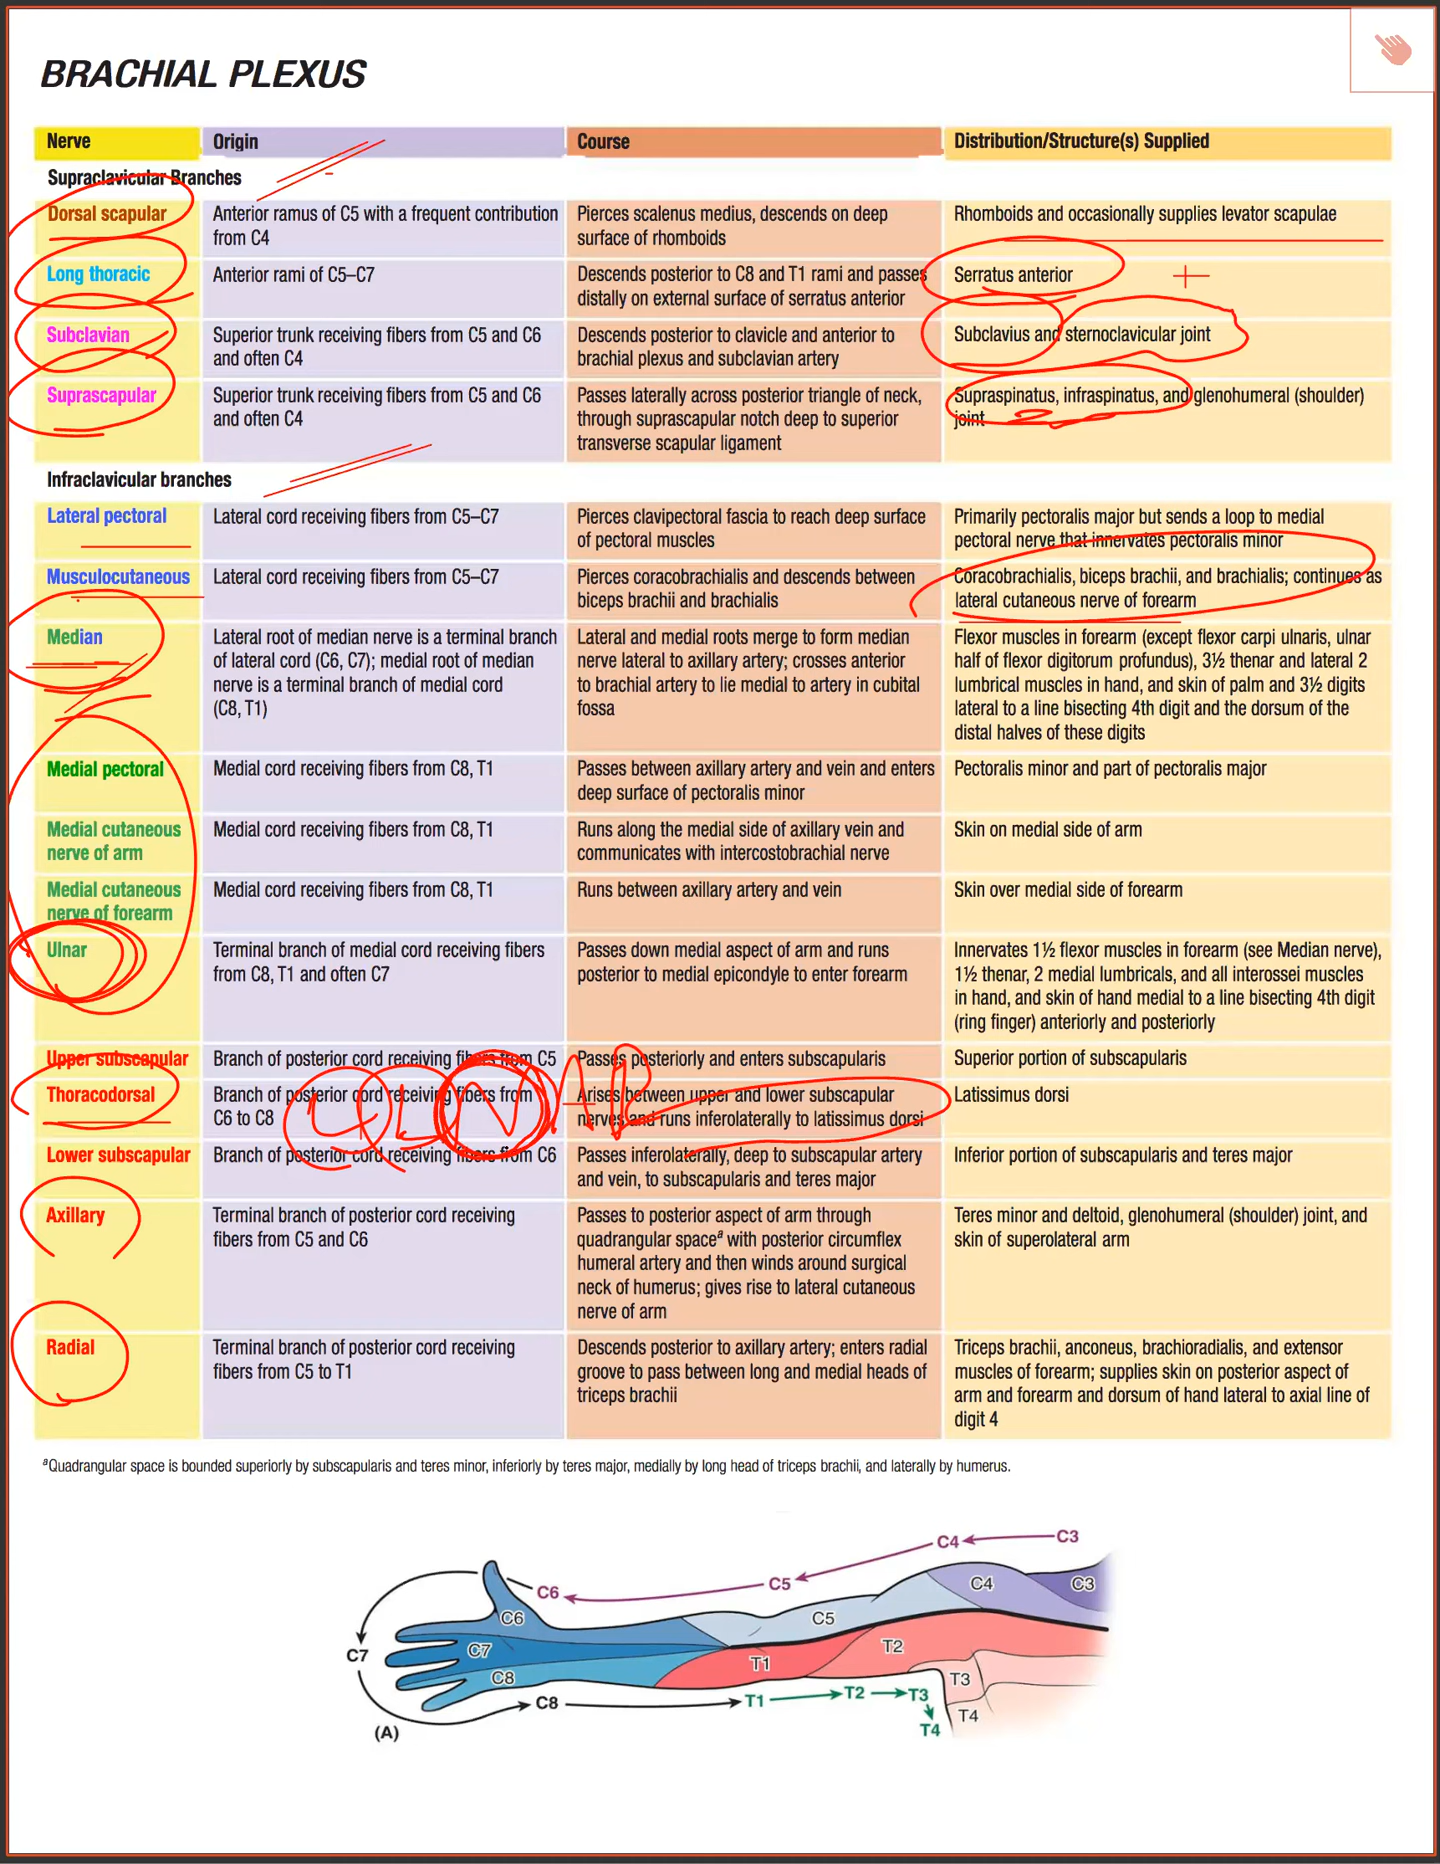 BRACHIAL PLEXUS
Nerve Origin Course Distribution/Structure(s) Supplied
Supraclavicular Branches
Dorsal scapular Anterior ramus of C5 with a frequent contribution Pierces scalenus medius, descends on deep Rhomboids and occasionally supplies levator scapulae
from C4 surface of rhomboids
Long thoracic Anterior rami of C5–C7 Descends posterior to C8 and T1 rami and passes Serratus anterior
distally on external surface of serratus anterior
Subclavian Superior trunk receiving fibers from C5 and C6 Descends posterior to clavicle and anterior to Subclavius and sternoclavicular joint
and often C4 brachial plexus and subclavian artery
Suprascapular Superior trunk receiving fibers from C5 and C6 Passes laterally across posterior triangle of neck, Supraspinatus, infraspinatus, and glenohumeral (shoulder)
and often C4 through suprascapular notch deep to superior joint
transverse scapular ligament
Infraclavicular branches
Lateral pectoral Lateral cord receiving fibers from C5–C7 Pierces clavipectoral fascia to reach deep surface Primarily pectoralis major but sends a loop to medial
of pectoral muscles pectoral nerve that innervates pectoralis minor
Musculocutaneous Lateral cord receiving fibers from C5–C7 Pierces coracobrachialis and descends between Coracobrachialis, biceps brachii, and brachialis; continues as
biceps brachii and brachialis lateral cutaneous nerve of forearm
Median Lateral root of median nerve is a terminal branch Lateral and medial roots merge to form median Flexor muscles in forearm (except flexor carpi ulnaris, ulnar
of lateral cord (C6, C7); medial root of median nerve lateral to axillary artery; crosses anterior half of flexor digitorum profundus), 3½ thenar and lateral 2
nerve is a terminal branch of medial cord to brachial artery to lie medial to artery in cubital lumbrical muscles in hand, and skin of palm and 3½ digits
(C8, T1) fossa lateral to a line bisecting 4th digit and the dorsum of the
distal halves of these digits
Medial pectoral Medial cord receiving fibers from C8, T1 Passes between axillary artery and vein and enters Pectoralis minor and part of pectoralis major
deep surface of pectoralis minor
Medial cutaneous Medial cord receiving fibers from C8, T1 Runs along the medial side of axillary vein and Skin on medial side of arm
nerve of arm communicates with intercostobrachial nerve
Medial cutaneous Medial cord receiving fibers from C8, T1 Runs between axillary artery and vein Skin over medial side of forearm
nerve of forearm
Ulnar Terminal branch of medial cord receiving fibers Passes down medial aspect of arm and runs Innervates 1½ flexor muscles in forearm (see Median nerve),
from C8, T1 and often C7 posterior to medial epicondyle to enter forearm 1½ thenar, 2 medial lumbricals, and all interossei muscles
in hand, and skin of hand medial to a line bisecting 4th digit
(ring finger) anteriorly and posteriorly
Upper subscapular Branch of posterior cord receiving fibers from C5 Passes posteriorly and enters subscapularis Superior portion of subscapularis
Thoracodorsal Branch of posterior cord receiving fibers from Arises between upper and lower subscapular Latissimus dorsi
C6 to C8 nerves and runs inferolaterally to latissimus dorsi
Lower subscapular Branch of posterior cord receiving fibers from C6 Passes inferolaterally, deep to subscapular artery Inferior portion of subscapularis and teres major
and vein, to subscapularis and teres major
Axillary Terminal branch of posterior cord receiving Passes to posterior aspect of arm through Teres minor and deltoid, glenohumeral (shoulder) joint, and
fibers from C5 and C6 quadrangular spaceª with posterior circumflex skin of superolateral arm
humeral artery and then winds around surgical
neck of humerus; gives rise to lateral cutaneous
nerve of arm
Radial Terminal branch of posterior cord receiving Descends posterior to axillary artery; enters radial Triceps brachii, anconeus, brachioradialis, and extensor
fibers from C5 to T1 groove to pass between long and medial heads of muscles of forearm; supplies skin on posterior aspect of
triceps brachii arm and forearm and dorsum of hand lateral to axial line of
digit 4
ªQuadrangular space is bounded superiorly by subscapularis and teres minor, inferiorly by teres major, medially by long head of triceps brachii, and laterally by humerus.
C4 C3
C6 C5 C4 C3
C6 C5
C7 C7 T1 T2
C8 T3
C8 T1 T2 T3 T4
(A) T4